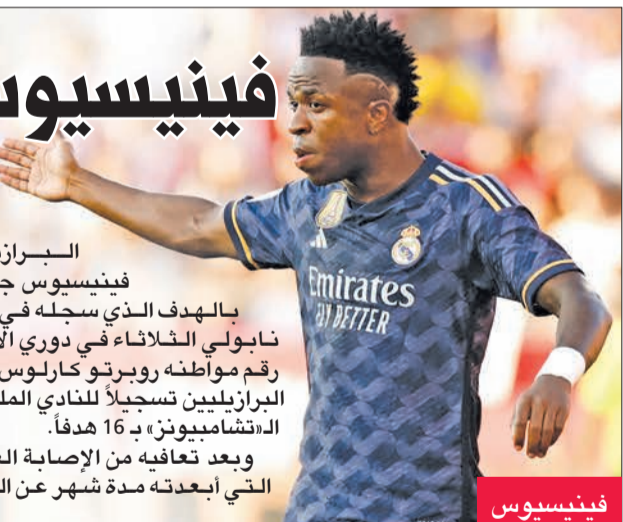 فينيسيوس
الـبـرازي
فينيسيوس ج
بالهدف الذي سجله في
نابولي الثلاثاء في دوري الأ
رقم مواطنه روبرتو كارلوس
البرازيليين تسجيلاً للنادي المل
الـ«تشامبيونز» بـ 16 هدفاً.
وبعد تعافيه من الإصابة الع
التي أبعدته مدة شهر عن ال
Emirates
FLY BETTER
فينيسيوس